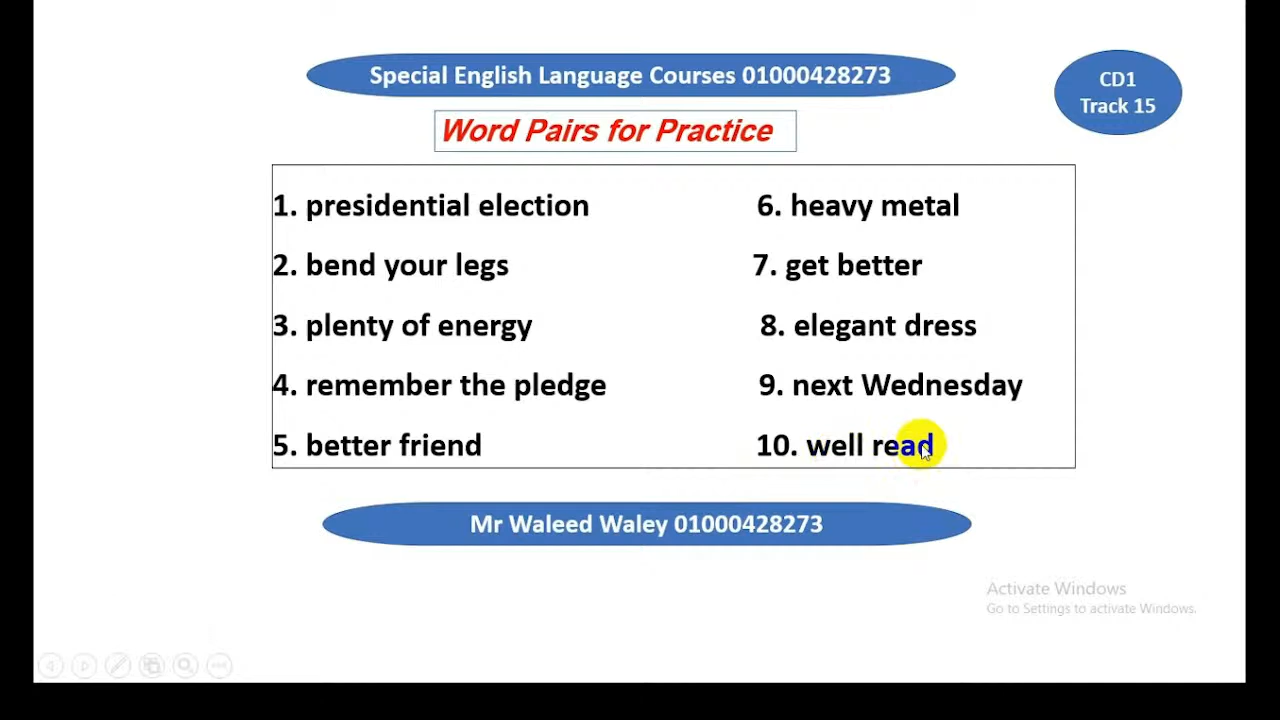 Special English Language Courses 01000428273
CD1
Track 15
Word Pairs for Practice
1. presidential election
2. bend your legs
3. plenty of energy
4. remember the pledge
5. better friend
6. heavy metal
7. get better
8. elegant dress
9. next Wednesday
10. well read
Mr Waleed Waley 01000428273
Activate Windows
Go to Settings to activate Windows.